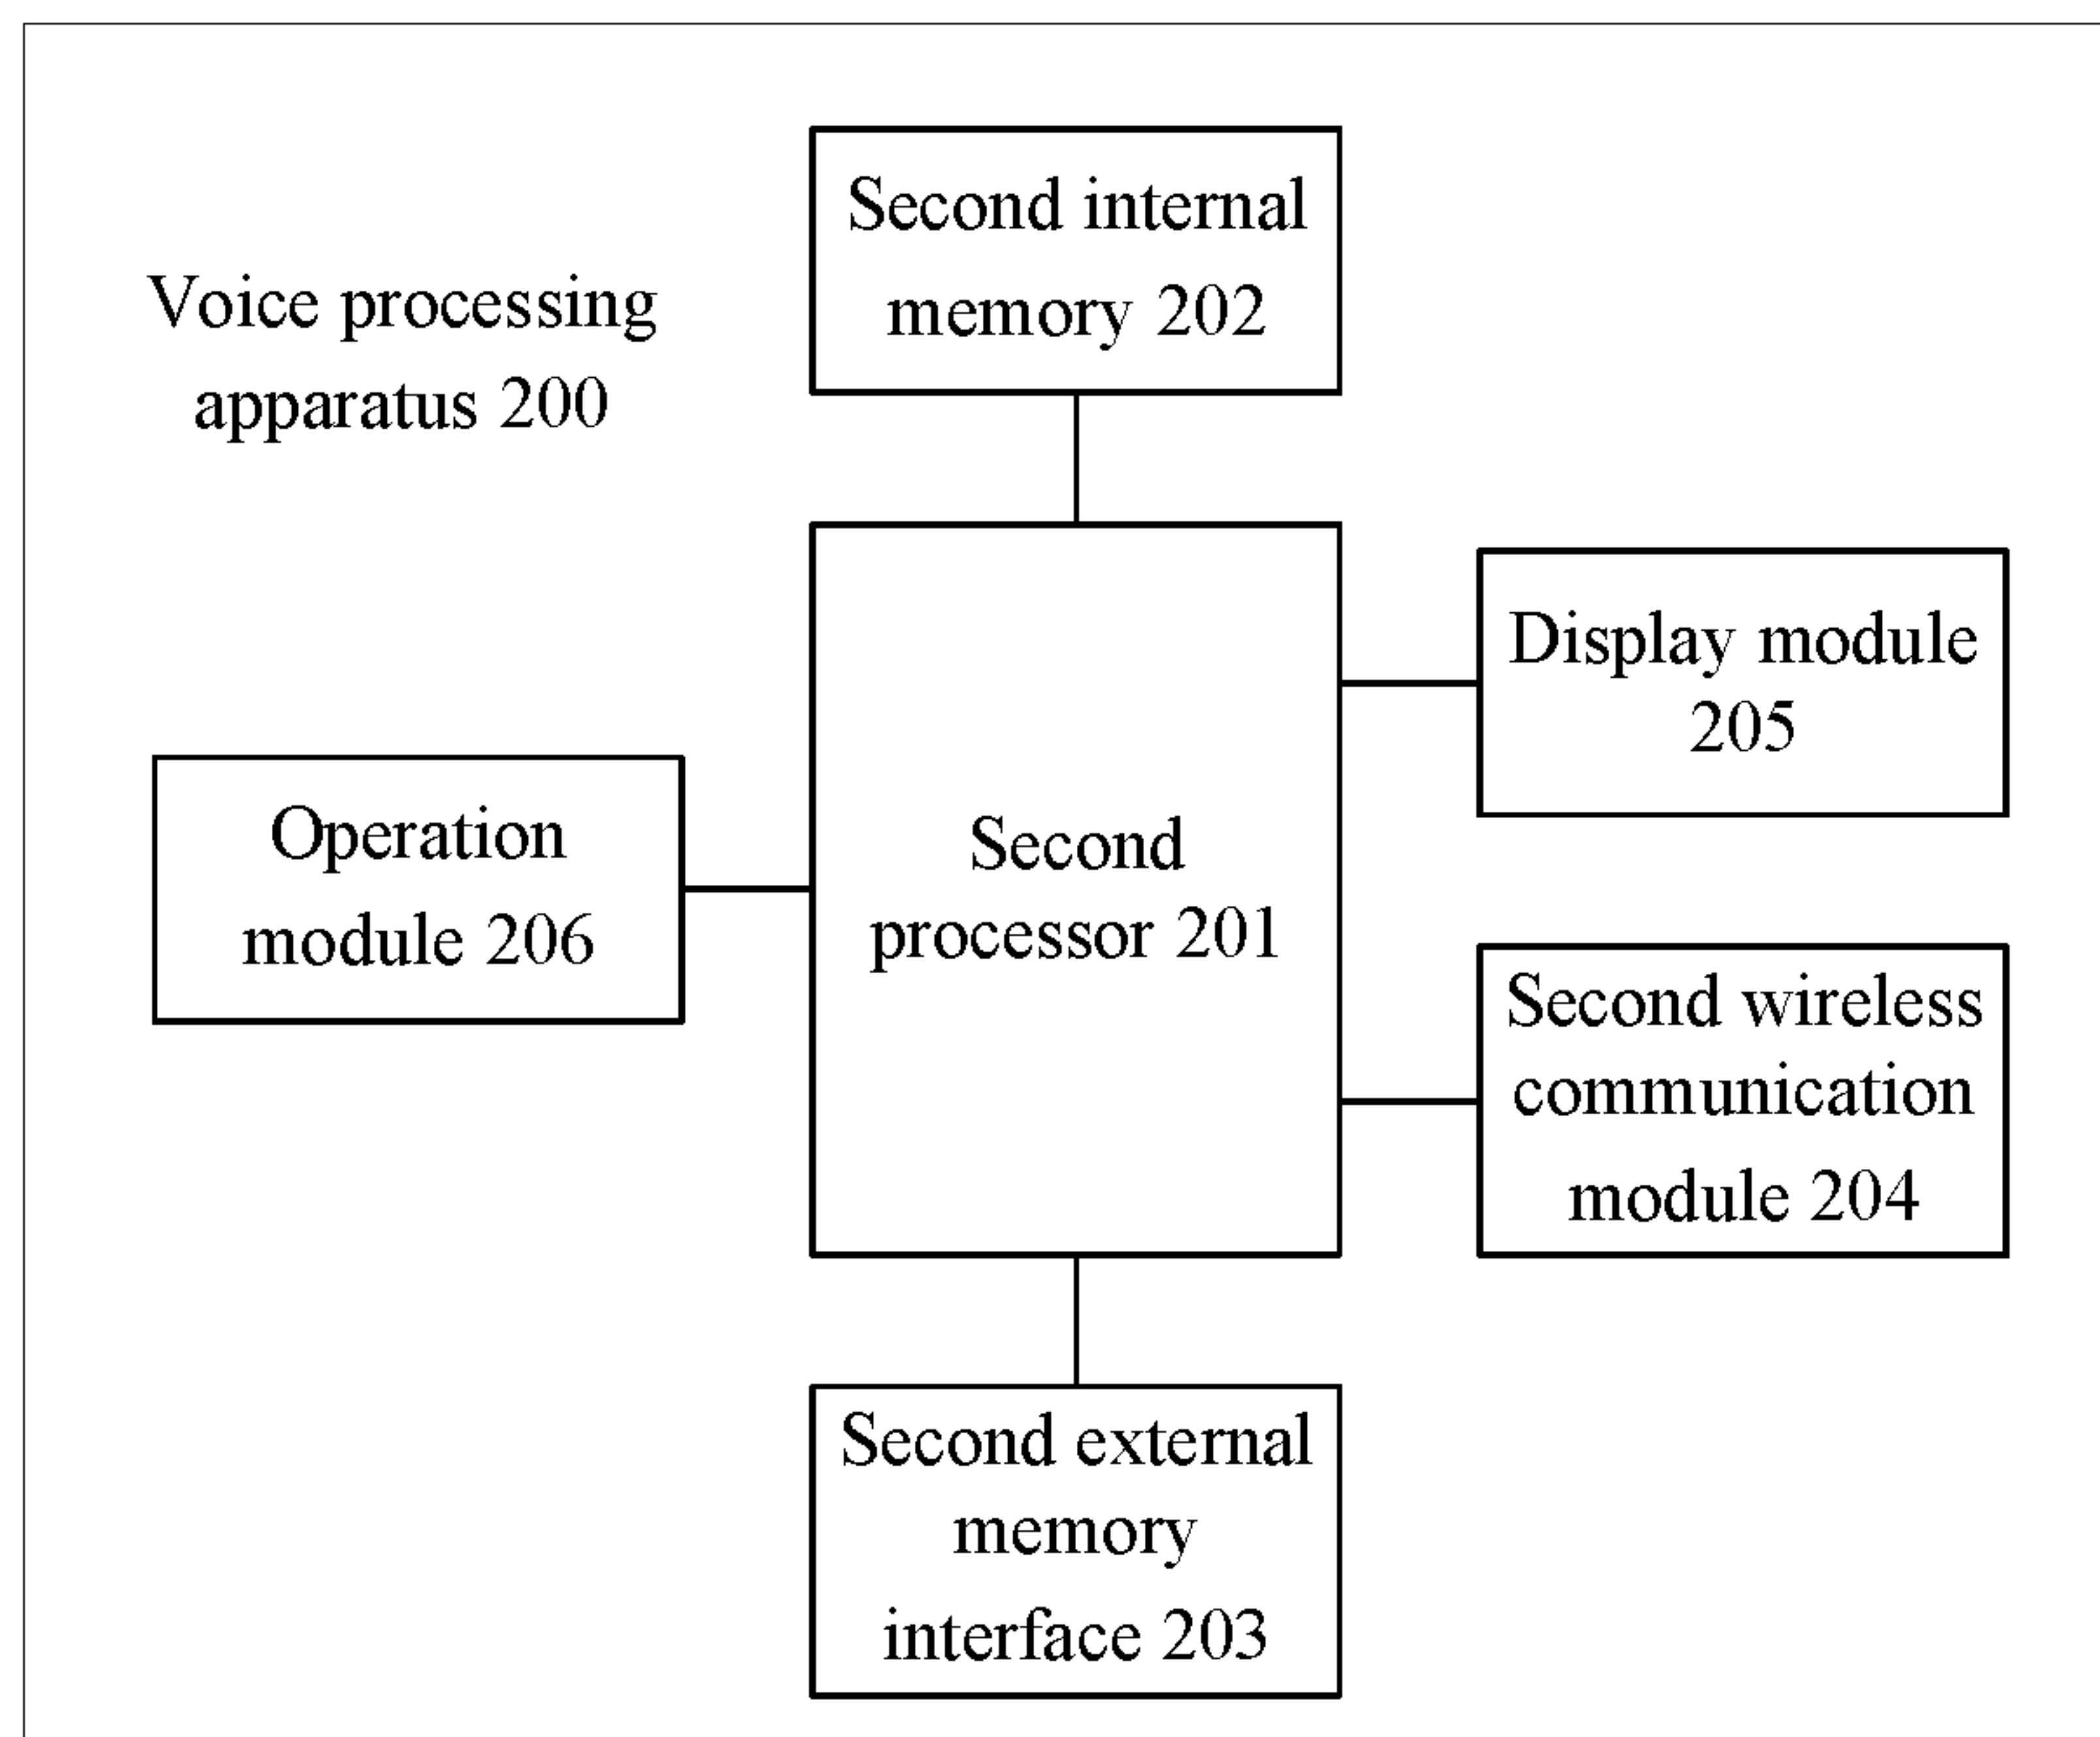 Voice processing
apparatus 200
Second internal
memory 202
Display module
205
Operation
module 206
Second
processor 201
Second wireless
communication
module 204
Second external
memory
interface 203